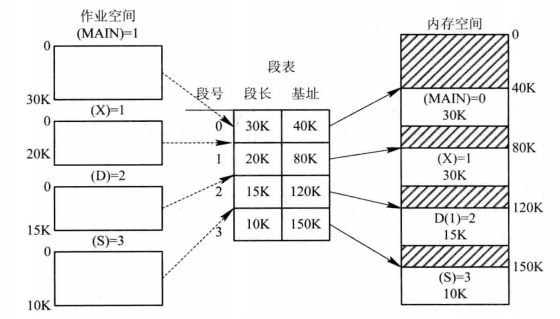 作业空间
(MAIN)=1
0
30K
(X)=1
0
20K
(D)=2
0
15K
(S)=3
0
10K
段表
段号 段长 基址
0 30K 40K
1 20K 80K
2 15K 120K
3 10K 150K
内存空间
0
40K
(MAIN)=0
30K
80K
(X)=1
30K
120K
D(1)=2
15K
150K
(S)=3
10K